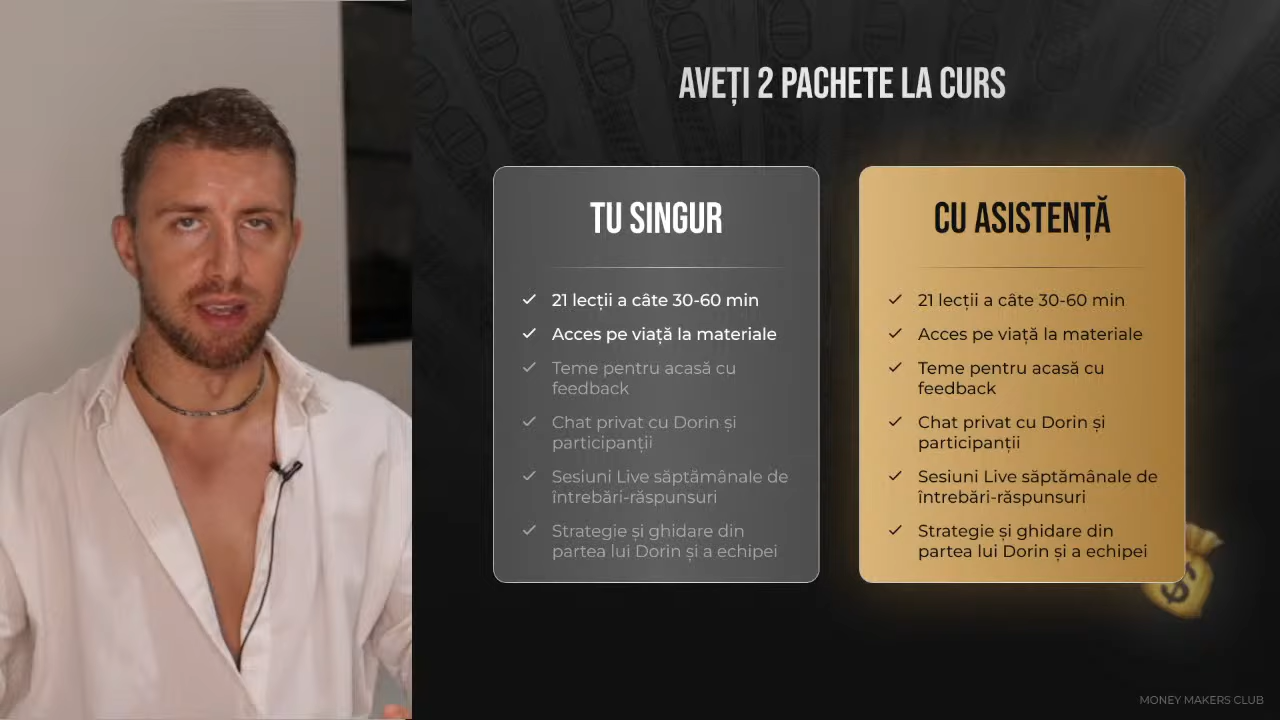 AVEȚI 2 PACHETE LA CURS
TU SINGUR
21 lecții a câte 30-60 min
Acces pe viață la materiale
Teme pentru acasă cu
feedback
Chat privat cu Dorin și
participanții
Sesiuni Live săptămânale de
întrebări-răspunsuri
Strategie și ghidare din
partea lui Dorin și a echipei
CU ASISTENȚĂ
21 lecții a câte 30-60 min
Acces pe viață la materiale
Teme pentru acasă cu
feedback
Chat privat cu Dorin și
participanții
Sesiuni Live săptămânale de
întrebări-răspunsuri
Strategie și ghidare din
partea lui Dorin și a echipei
$
MONEY MAKERS CLUB